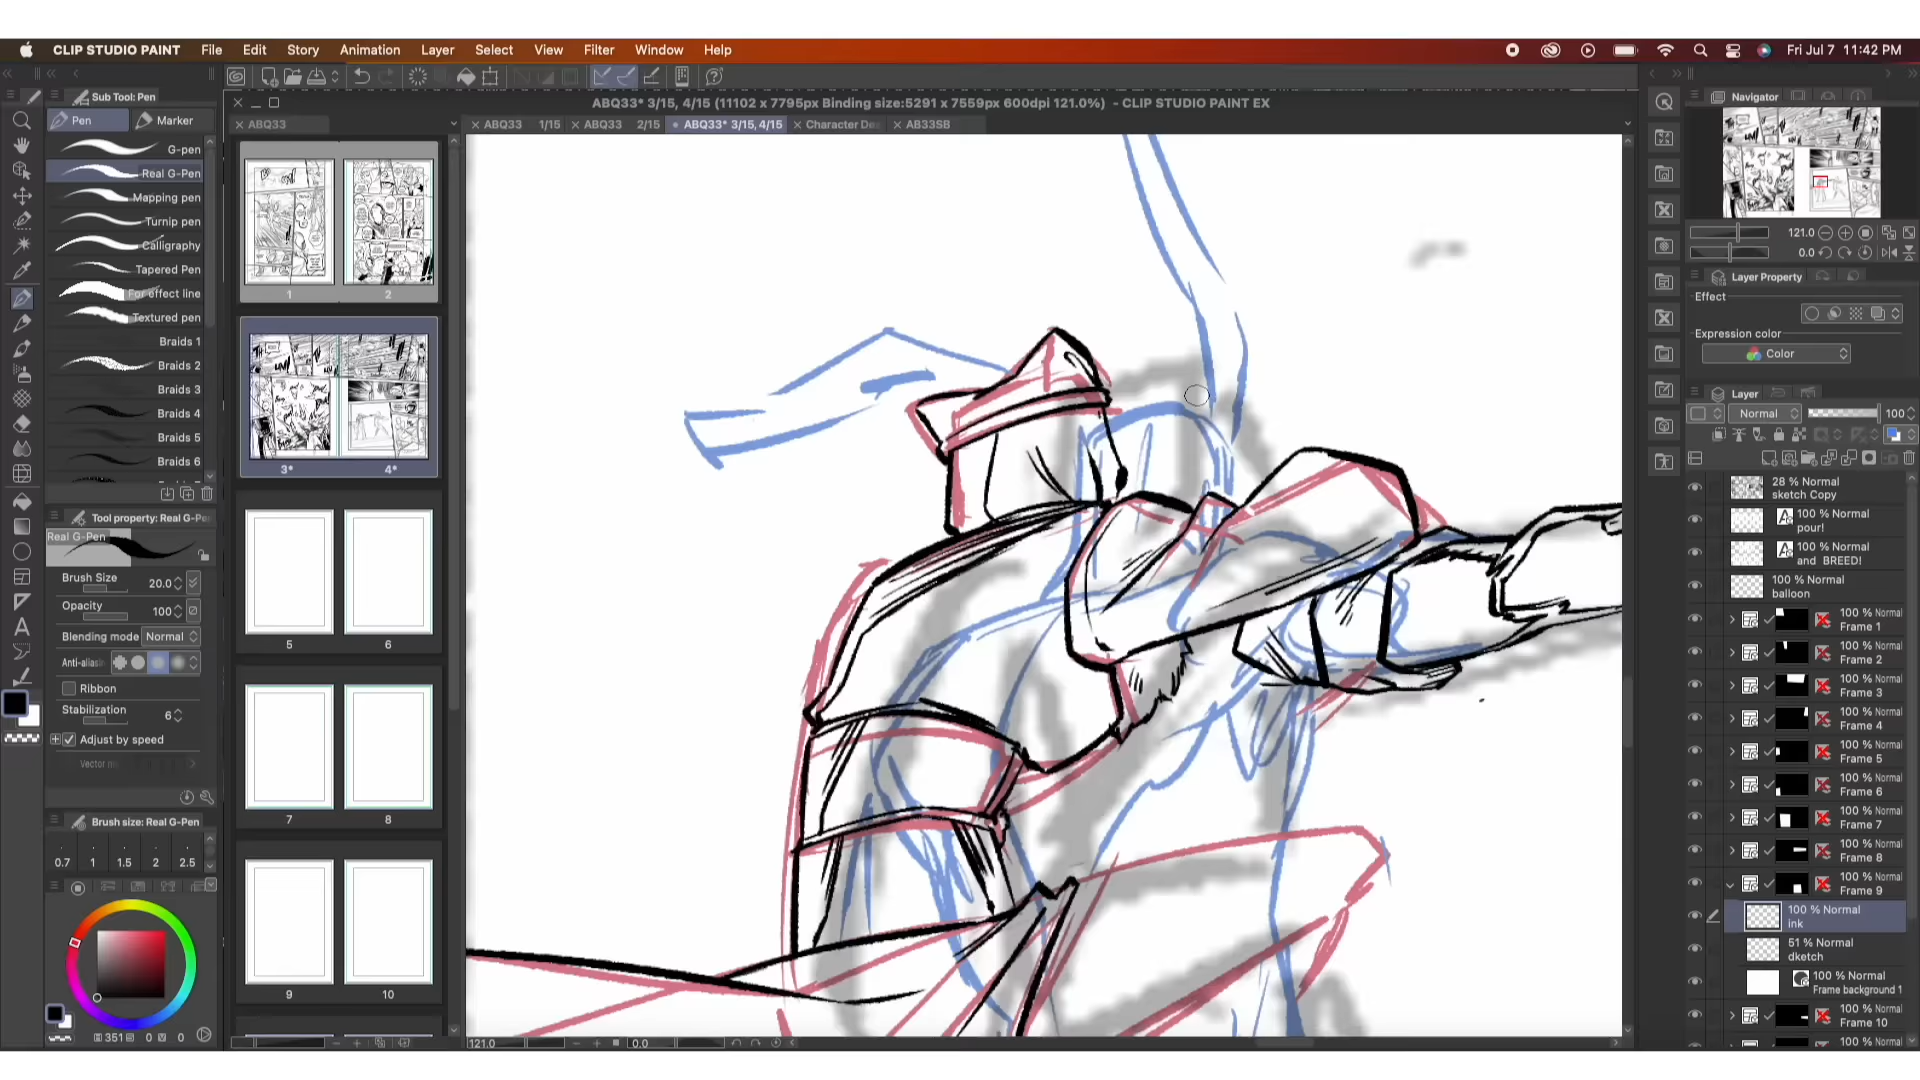 CLIP STUDIO PAINT File Edit Story Animation Layer Select View Filter Window Help Fri Jul 7 11:42 PM
Sub Tool: Pen
ABQ33* 3/15, 4/15 (11102 x 7795px Binding size:5291 x 7559px 600dpi 121.0%) - CLIP STUDIO PAINT EX
Navigator
Pen
Marker
ABQ33
ABQ33 1/15
ABQ33 2/15
ABQ33* 3/15, 4/15
Character De
AB33SB
G-pen
Real G-Pen
Mapping pen
Turnip pen
Calligraphy
Tapered Pen
For effect line
Textured pen
Braids 1
Braids 2
Braids 3
Braids 4
Braids 5
Braids 6
Tool property: Real G-Pe
Real G-Pen
Brush Size 20.0
Opacity 100
Blending mode Normal
Anti-alias
Ribbon
Stabilization
6
Adjust by speed
Brush size: Real G-Pen
0.7 1 1.5 2 2.5
351 0 V 0
1 2
3* 4*
5 6
7 8
9 10
121.0 0.0
121.0
0.0
Layer Property
Effect
Expression color
Color
Layer
Normal 100
28 % Normal
sketch Copy
100 % Normal
pour!
100 % Normal
and BREED!
100 % Normal
balloon
100 % Normal
Frame 1
100 % Normal
Frame 2
100 % Normal
Frame 3
100 % Normal
Frame 4
100 % Normal
Frame 5
100 % Normal
Frame 6
100 % Normal
Frame 7
100 % Normal
Frame 8
100 % Normal
Frame 9
100 % Normal
ink
51 % Normal
dketch
100 % Normal
Frame background 1
100 % Normal
Frame 10
100 % Normal